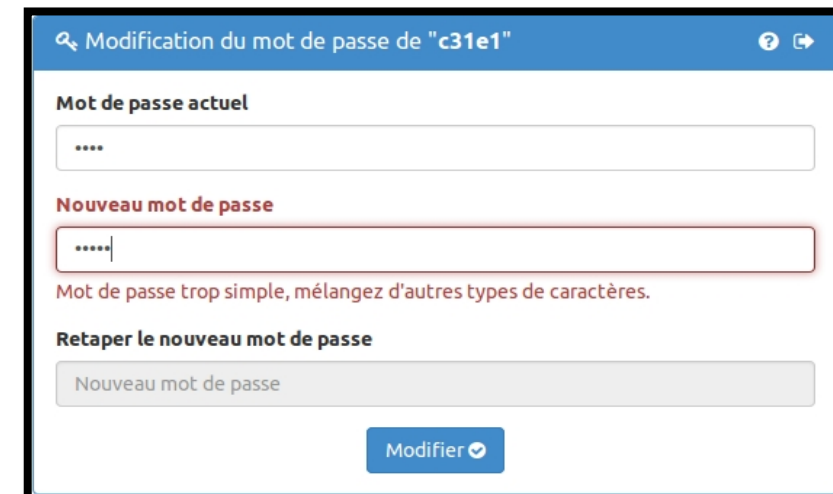 Modification du mot de passe de "c31e1"
Mot de passe actuel
••••
Nouveau mot de passe
•••••
Mot de passe trop simple, mélangez d'autres types de caractères.
Retaper le nouveau mot de passe
Nouveau mot de passe
Modifier